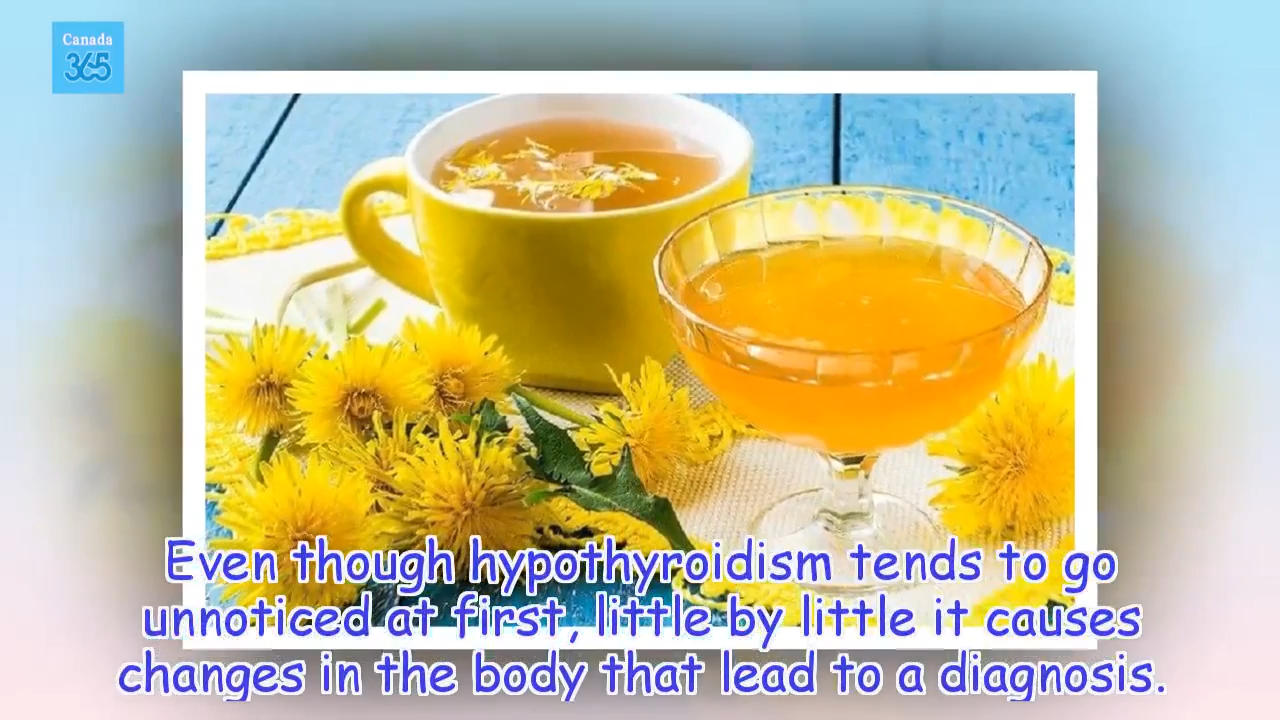 Canada
365
Even though hypothyroidism tends to go
unnoticed at first, little by little it causes
changes in the body that lead to a diagnosis.